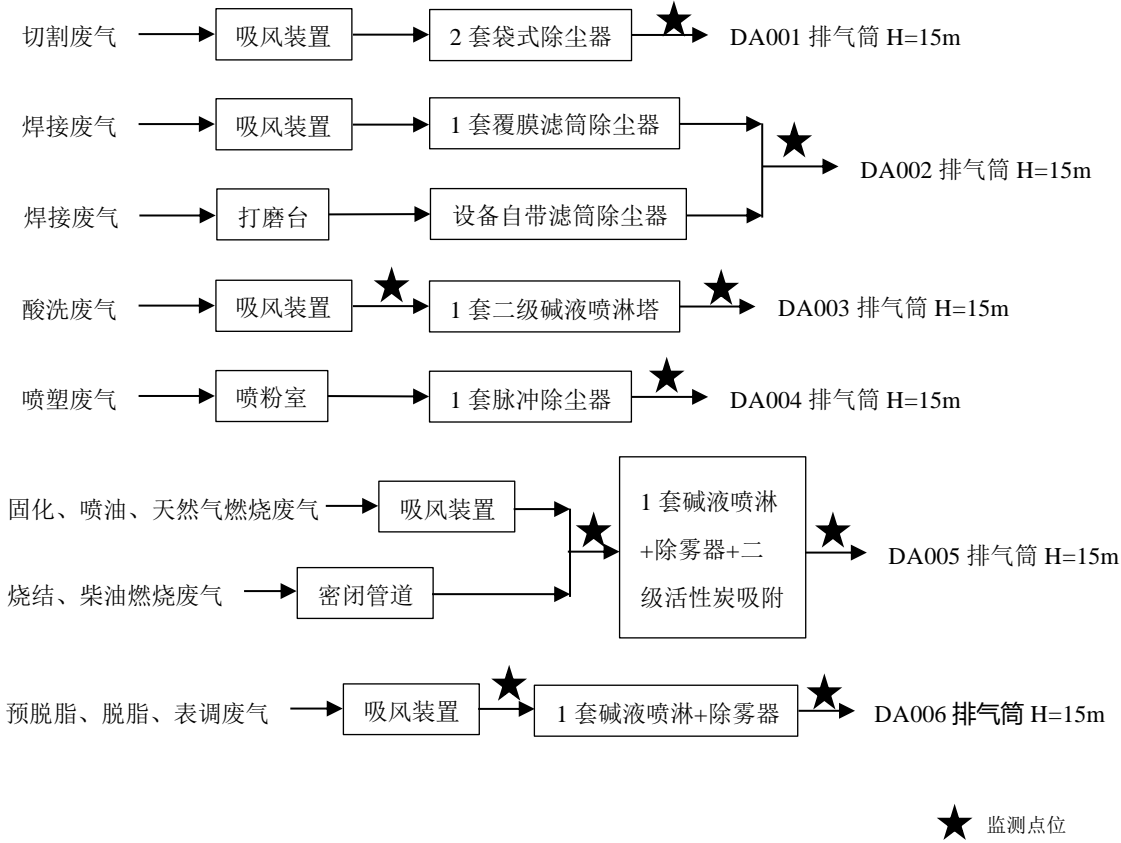 切割废气 吸风装置 2 套袋式除尘器 DA001 排气筒 H=15m
焊接废气 吸风装置 1 套覆膜滤筒除尘器
DA002 排气筒 H=15m
焊接废气 打磨台 设备自带滤筒除尘器
酸洗废气 吸风装置 1 套二级碱液喷淋塔 DA003 排气筒 H=15m
喷塑废气 喷粉室 1 套脉冲除尘器 DA004 排气筒 H=15m
固化、喷油、天然气燃烧废气 吸风装置
烧结、柴油燃烧废气 密闭管道
1 套碱液喷淋
+除雾器+二
级活性炭吸附
DA005 排气筒 H=15m
预脱脂、脱脂、表调废气 吸风装置 1 套碱液喷淋+除雾器 DA006 排气筒 H=15m
监测点位